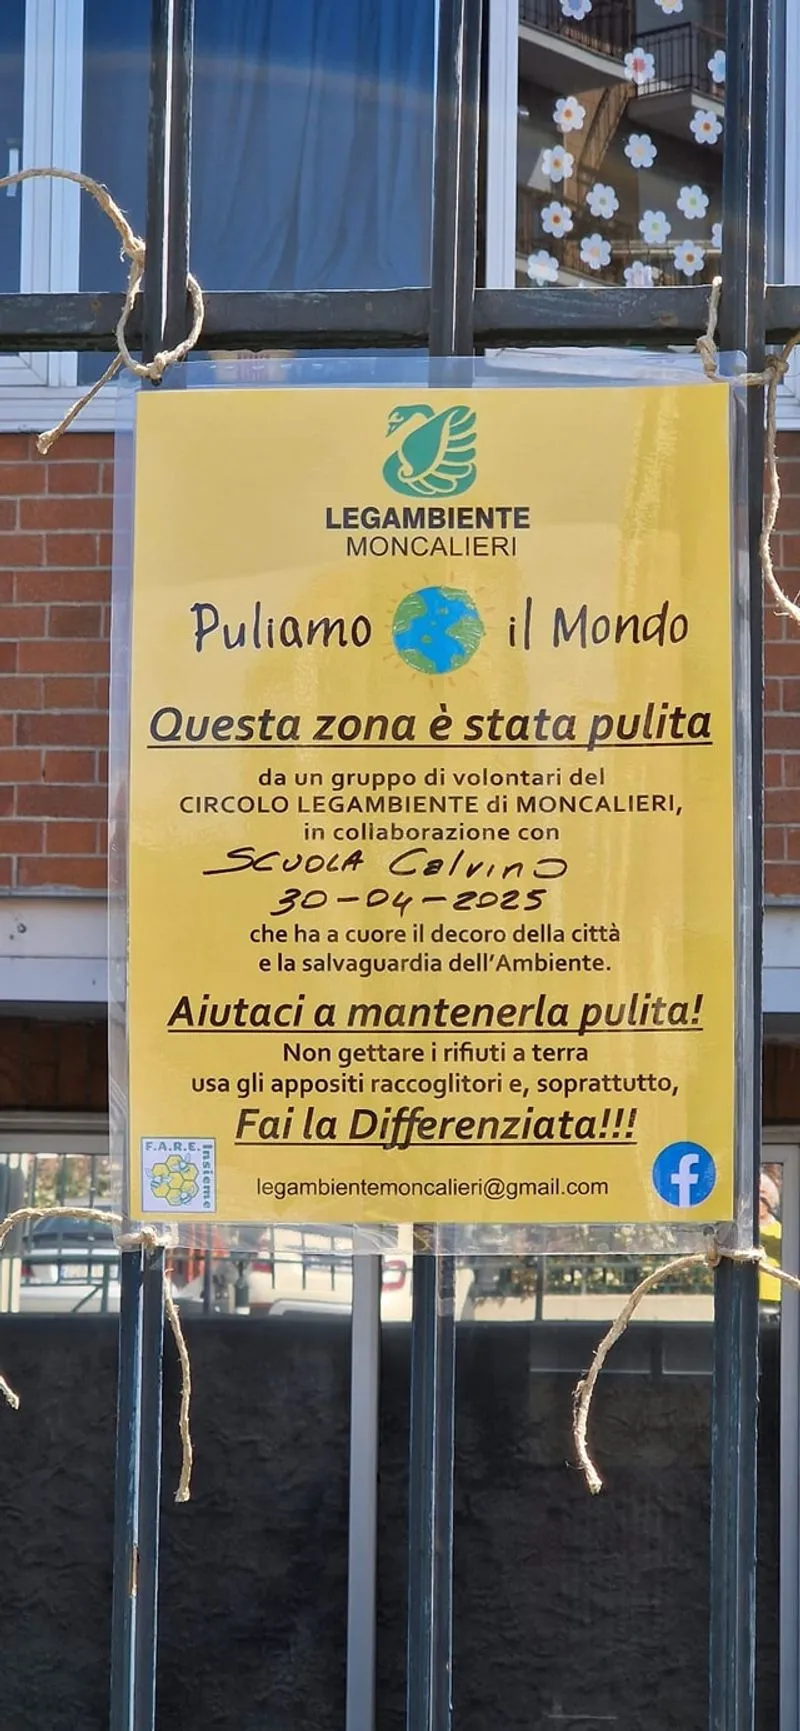 LEGAMBIENTE
MONCALIERI
Puliamo il Mondo
Questa zona è stata pulita
da un gruppo di volontari del
CIRCOLO LEGAMBIENTE di MONCALIERI,
in collaborazione con
SCUOLA Calvino
30-04-2025
che ha a cuore il decoro della città
e la salvaguardia dell'Ambiente.
Aiutaci a mantenerla pulita!
Non gettare i rifiuti a terra
usa gli appositi raccoglitori e, soprattutto,
Fai la Differenziata!!!
F.A.R.E. Insieme
legambientemoncalieri@gmail.com
f